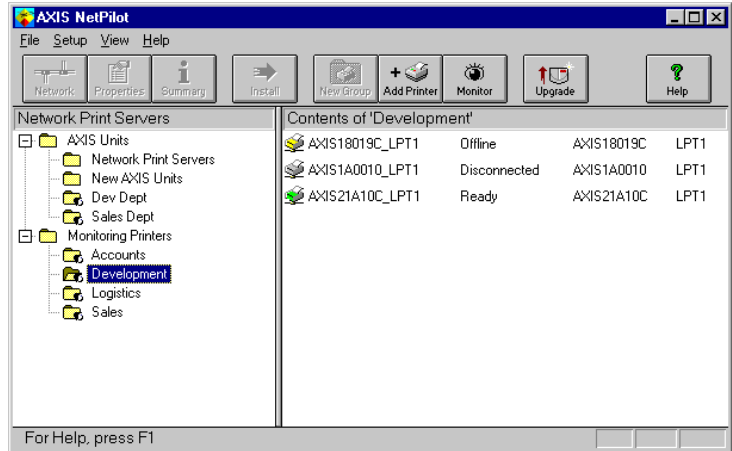 AXIS NetPilot
File Setup View Help
Network Properties Summary Install New Group Add Printer Monitor Upgrade Help
Network Print Servers Contents of 'Development'
AXIS Units
Network Print Servers
New AXIS Units
Dev Dept
Sales Dept
Monitoring Printers
Accounts
Development
Logistics
Sales
AXIS18019C_LPT1 Offline AXIS18019C LPT1
AXIS1A0010_LPT1 Disconnected AXIS1A0010 LPT1
AXIS21A10C_LPT1 Ready AXIS21A10C LPT1
For Help, press F1